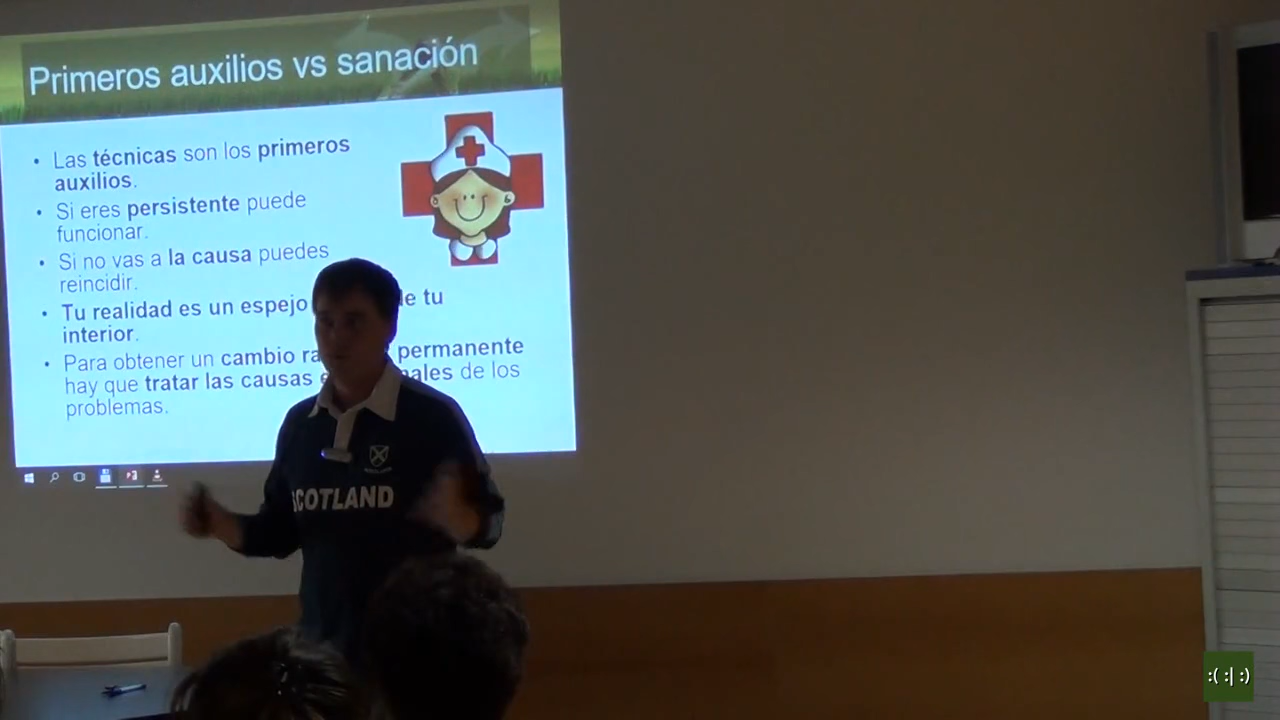 Primeros auxilios vs sanación
• Las técnicas son los primeros
auxilios.
• Si eres persistente puede
funcionar.
• Si no vas a la causa puedes
reincidir.
• Tu realidad es un espejo de tu
interior.
• Para obtener un cambio permanente
hay que tratar las causas de los
problemas.
SCOTLAND
:( :| :)